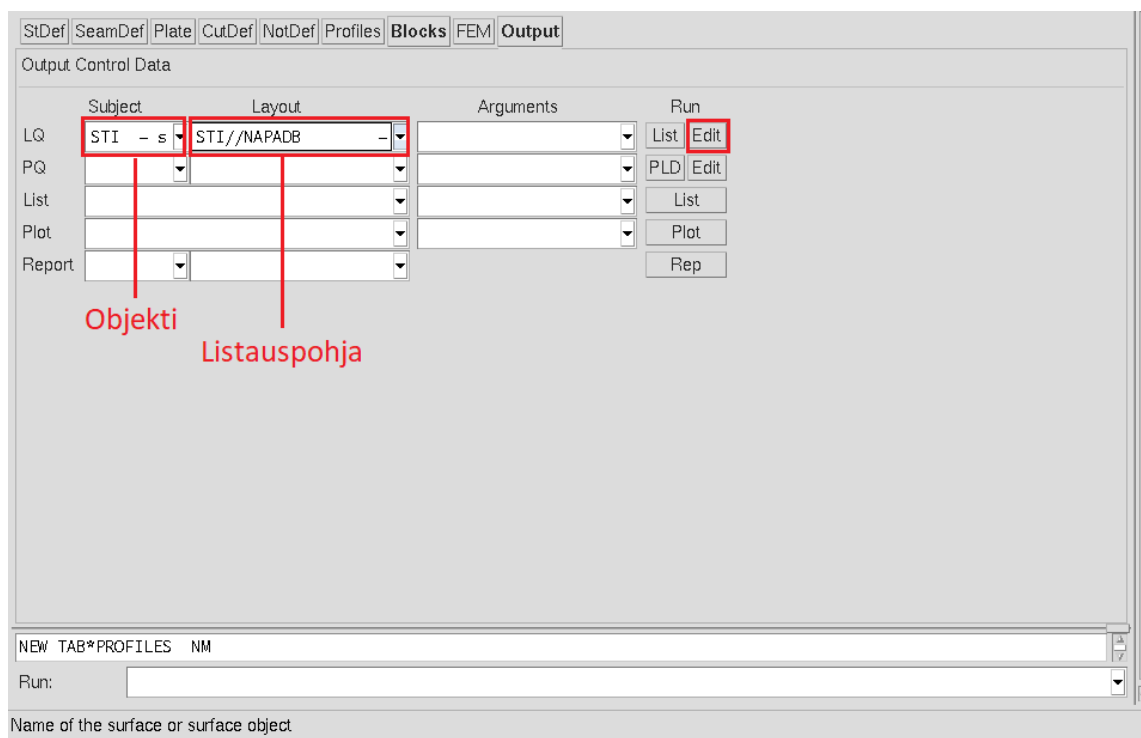 StDef SeamDef Plate CutDef NotDef Profiles Blocks FEM Output
Output Control Data
Subject Layout Arguments Run
LQ STI – s STI//NAPADB – List Edit
PQ PLD Edit
List List
Plot Plot
Report Rep
Objekti
Listauspohja
NEW TAB*PROFILES NM
Run:
Name of the surface or surface object